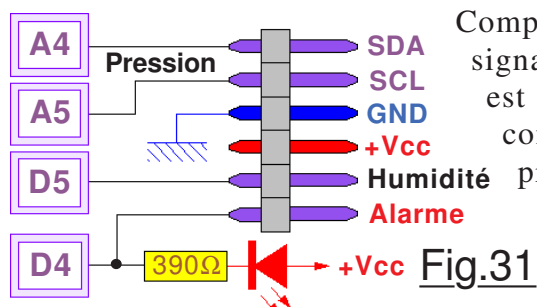 A4
SDA
Comp
Pression
signa
A5
SCL
est
GND
co
+Vcc
D5
Humidité
p
Alarme
D4
390Ω
+Vcc
Fig.31